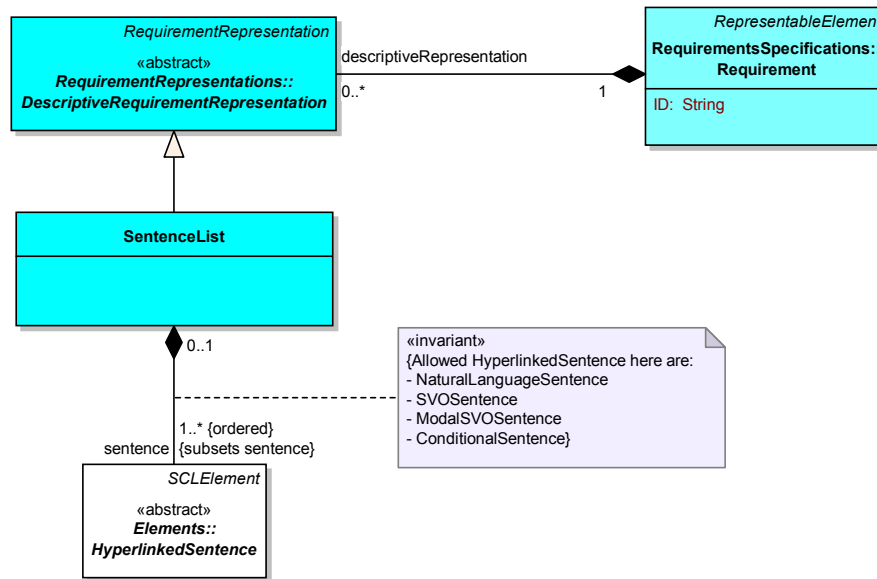 RequirementRepresentation
«abstract»
RequirementRepresentations::
DescriptiveRequirementRepresentation
descriptiveRepresentation
0..*
1
RepresentableElemen
RequirementsSpecifications:
Requirement
ID: String
SentenceList
0..1
«invariant»
{Allowed HyperlinkedSentence here are:
- NaturalLanguageSentence
- SVOSentence
- ModalSVOSentence
- ConditionalSentence}
1..* {ordered}
sentence {subsets sentence}
SCLElement
«abstract»
Elements::
HyperlinkedSentence